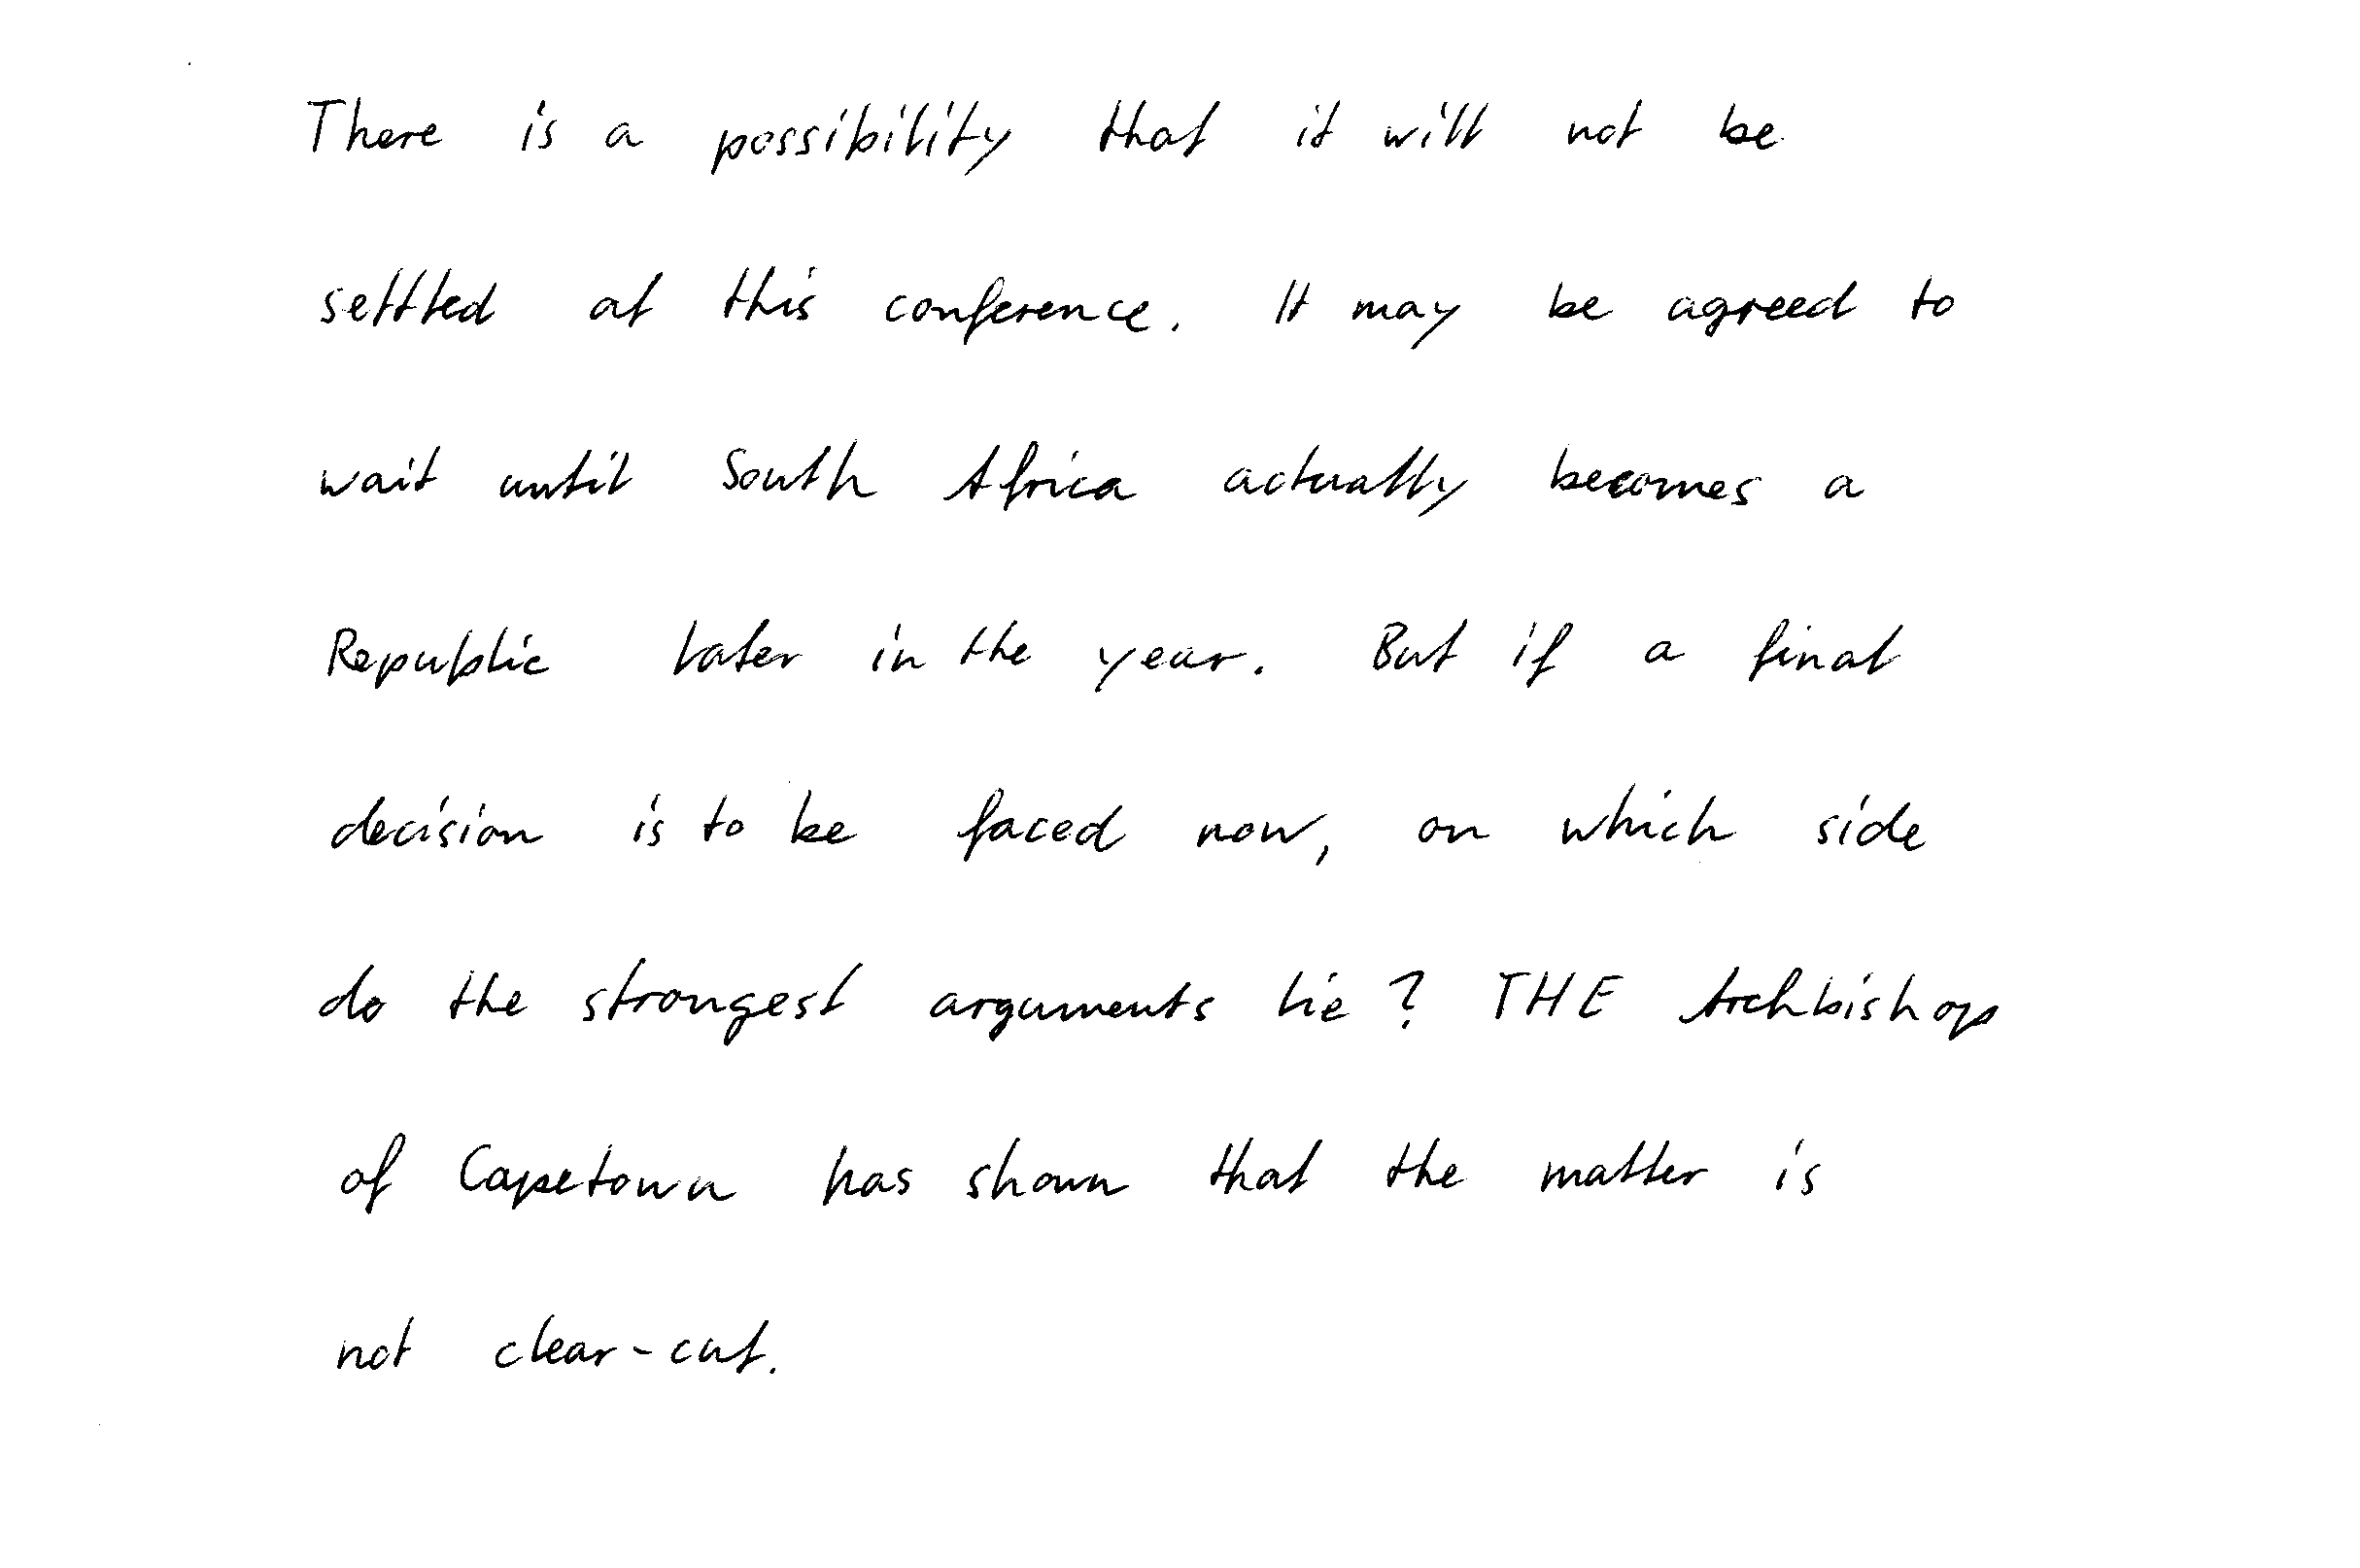 There is a possibility that it will not be
settled at this conference. It may be agreed to
wait until South Africa actually becomes a
Republic later in the year. But if a final
decision is to be faced now, on which side
do the strongest arguments lie? THE Archbishop
of Capetown has shown that the matter is
not clear-cut.